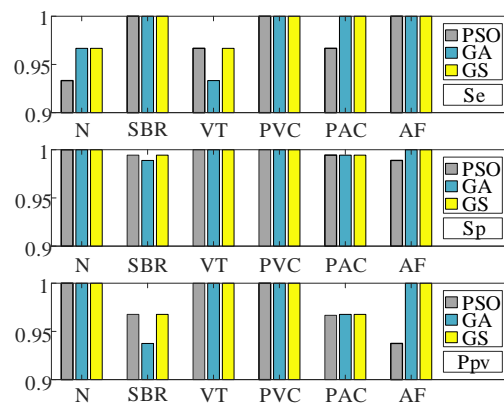 1
0.95
0.9
N SBR VT PVC PAC AF
PSO
GA
GS
Se
1
0.95
0.9
N SBR VT PVC PAC AF
PSO
GA
GS
Sp
1
0.95
0.9
N SBR VT PVC PAC AF
PSO
GA
GS
Ppv